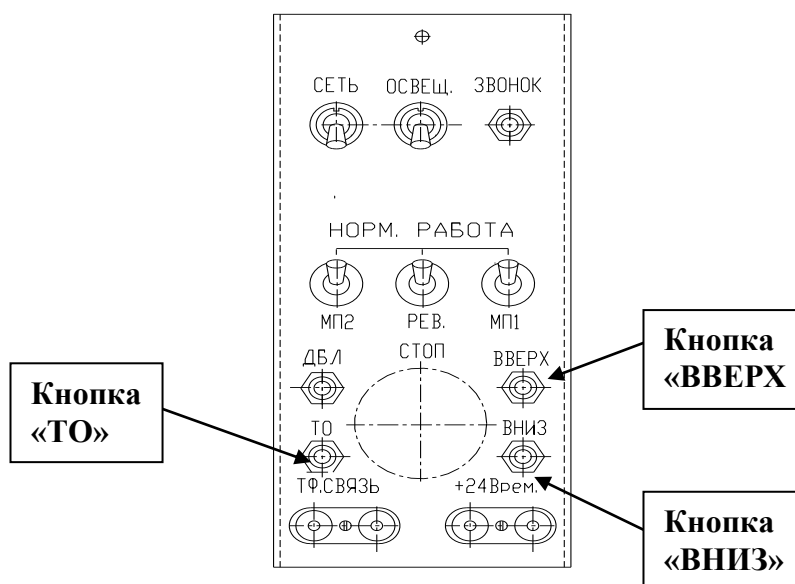 СЕТЬ ОСВЕЩ. ЗВОНОК
НОРМ. РАБОТА
МП2 РЕВ. МП1
ДБЛ СТОП ВВЕРХ
ТО ВНИЗ
ТФ.СВЯЗЬ +24Врем.
Кнопка
«ТО»
Кнопка
«ВВЕРХ
Кнопка
«ВНИЗ»